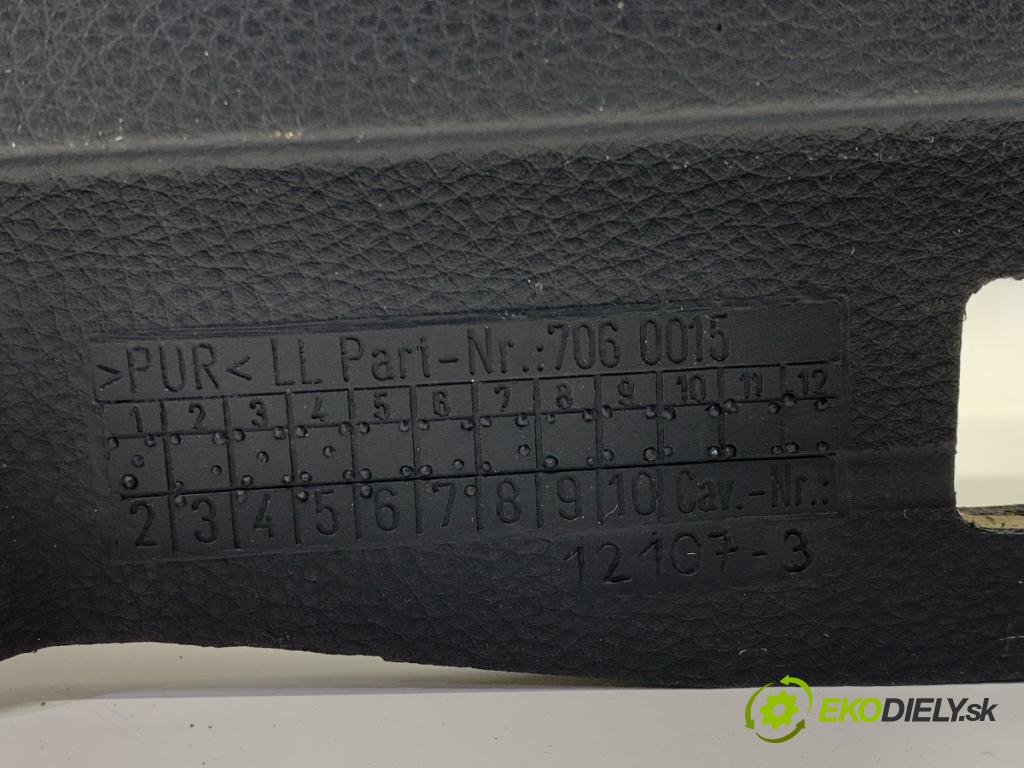 >PUR< LL Part-Nr.:706 0015
1 2 3 4 5 6 7 8 9 10 11 12
2 3 4 5 6 7 8 9 10 Cav.-Nr.:
12107-3
EKODIELY.sk